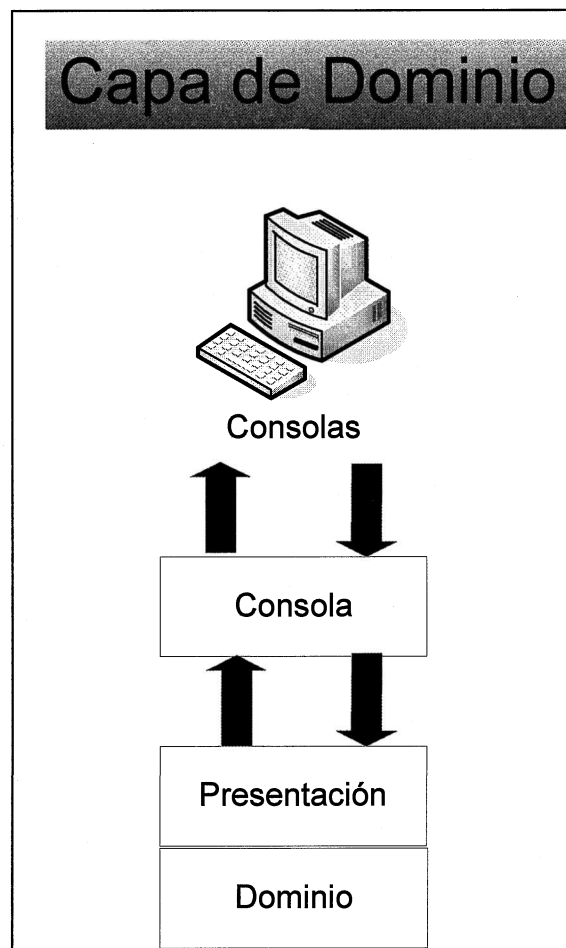 Capa de Dominio
Consolas
Consola
Presentación
Dominio